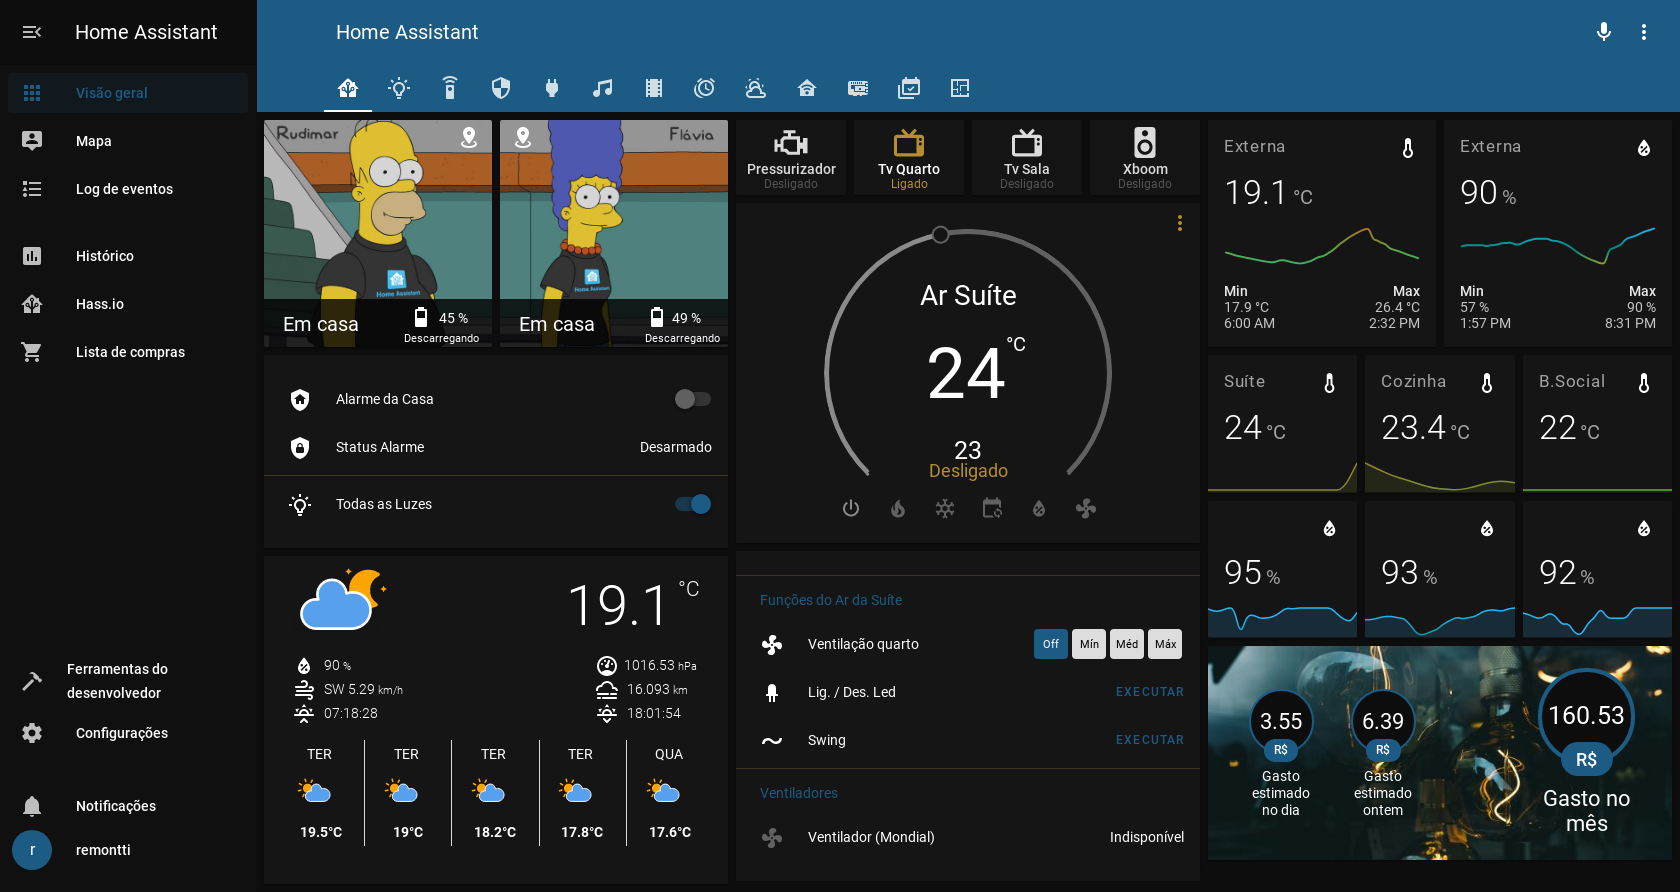 Home Assistant
Visão geral
Mapa
Log de eventos
Histórico
Hass.io
Lista de compras
Ferramentas do
desenvolvedor
Configurações
Notificações
r
remontti
Home Assistant
Rudimar
Home Assistant
Em casa
45 %
Descarregando
Flávia
Home Assistant
Em casa
49 %
Descarregando
Alarme da Casa
Status Alarme
Desarmado
Todas as Luzes
19.1 °C
90 %
1016.53 hPa
SW 5.29 km/h
16.093 km
07:18:28
18:01:54
TER
TER
TER
TER
QUA
19.5°C
19°C
18.2°C
17.8°C
17.6°C
Pressurizador
Desligado
Tv Quarto
Ligado
Tv Sala
Desligado
Xboom
Desligado
Ar Suíte
24 °C
23
Desligado
Funções do Ar da Suíte
Ventilação quarto
Off
Mín
Méd
Máx
Lig. / Des. Led
EXECUTAR
Swing
EXECUTAR
Ventiladores
Ventilador (Mondial)
Indisponível
Externa
19.1 °C
Min
Max
17.9 °C
26.4 °C
6:00 AM
2:32 PM
Externa
90 %
Min
Max
57 %
90 %
1:57 PM
8:31 PM
Suíte
24 °C
Cozinha
23.4 °C
B.Social
22 °C
95 %
93 %
92 %
3.55
R$
Gasto
estimado
no dia
6.39
R$
Gasto
estimado
ontem
160.53
R$
Gasto no
mês